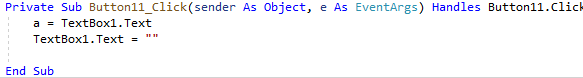 Private Sub Button11_Click(sender As Object, e As EventArgs) Handles Button11.Click
a = TextBox1.Text
TextBox1.Text = ""
End Sub